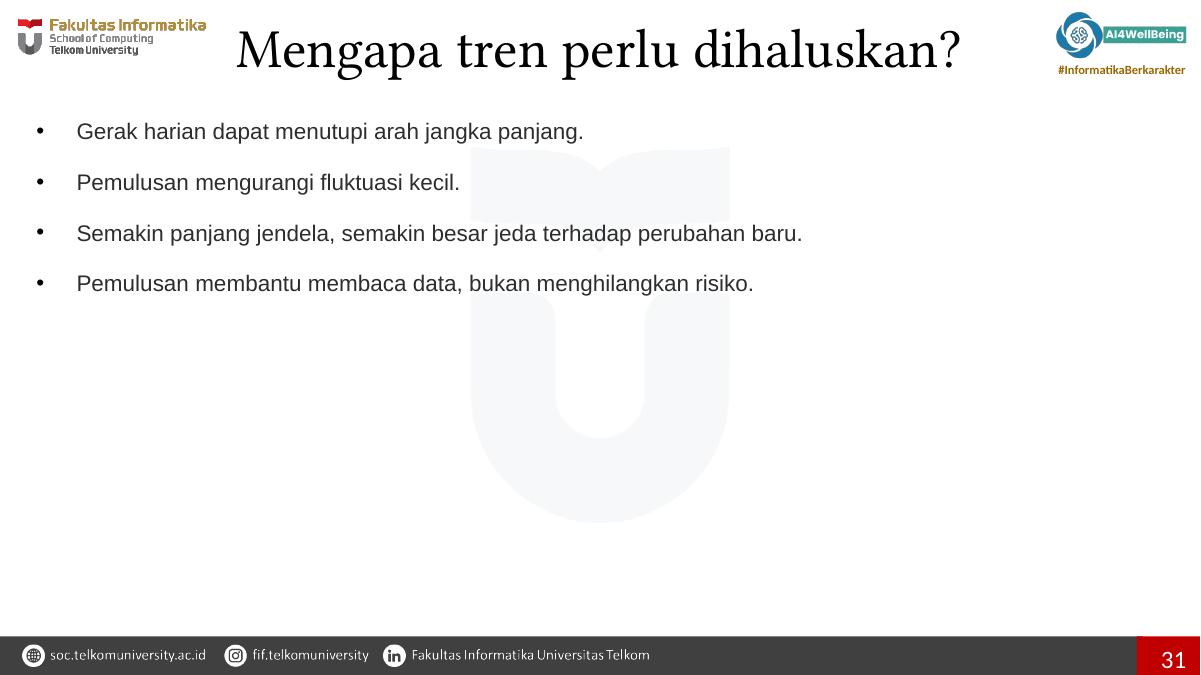 Fakultas Informatika
School of Computing
Telkom University
Mengapa tren perlu dihaluskan?
AI4WellBeing
#InformatikaBerkarakter
• Gerak harian dapat menutupi arah jangka panjang.
• Pemulusan mengurangi fluktuasi kecil.
• Semakin panjang jendela, semakin besar jeda terhadap perubahan baru.
• Pemulusan membantu membaca data, bukan menghilangkan risiko.
soc.telkomuniversity.ac.id fif.telkomuniversity in Fakultas Informatika Universitas Telkom
31